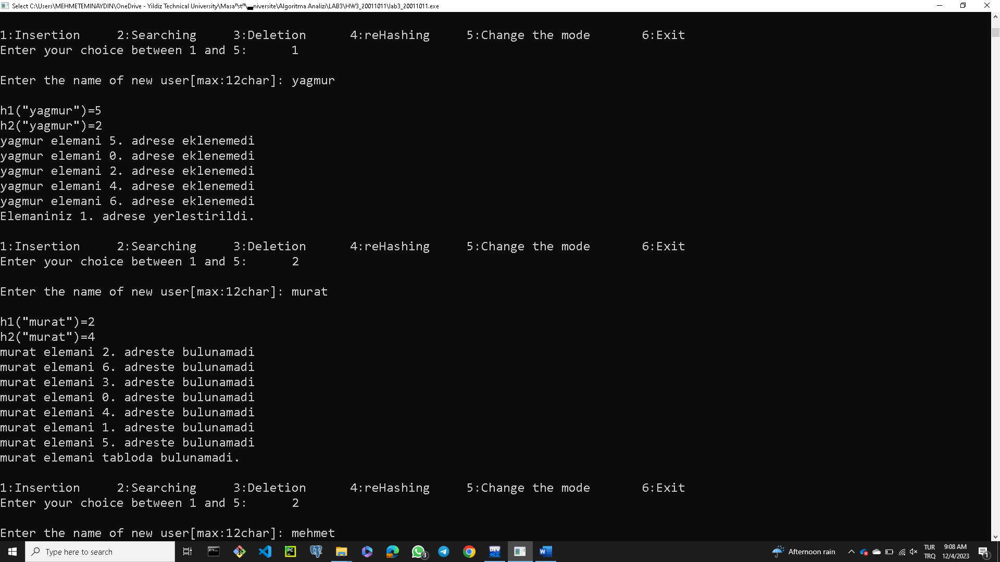 Select C:\Users\MEHMETEMINAYDIN\OneDrive - Yildiz Technical University\Masaⁿstⁿ\▄niversite\Algoritma Analizi\LAB3\HW3_20011011\lab3_20011011.exe
1:Insertion 2:Searching 3:Deletion 4:reHashing 5:Change the mode 6:Exit
Enter your choice between 1 and 5: 1
Enter the name of new user[max:12char]: yagmur
h1("yagmur")=5
h2("yagmur")=2
yagmur elemani 5. adrese eklenemedi
yagmur elemani 0. adrese eklenemedi
yagmur elemani 2. adrese eklenemedi
yagmur elemani 4. adrese eklenemedi
yagmur elemani 6. adrese eklenemedi
Elemaniniz 1. adrese yerlestirildi.
1:Insertion 2:Searching 3:Deletion 4:reHashing 5:Change the mode 6:Exit
Enter your choice between 1 and 5: 2
Enter the name of new user[max:12char]: murat
h1("murat")=2
h2("murat")=4
murat elemani 2. adreste bulunamadi
murat elemani 6. adreste bulunamadi
murat elemani 3. adreste bulunamadi
murat elemani 0. adreste bulunamadi
murat elemani 4. adreste bulunamadi
murat elemani 1. adreste bulunamadi
murat elemani 5. adreste bulunamadi
murat elemani tabloda bulunamadi.
1:Insertion 2:Searching 3:Deletion 4:reHashing 5:Change the mode 6:Exit
Enter your choice between 1 and 5: 2
Enter the name of new user[max:12char]: mehmet
Type here to search
PC
3
DEV
W
Afternoon rain
TUR
TRQ
9:08 AM
12/4/2023
1